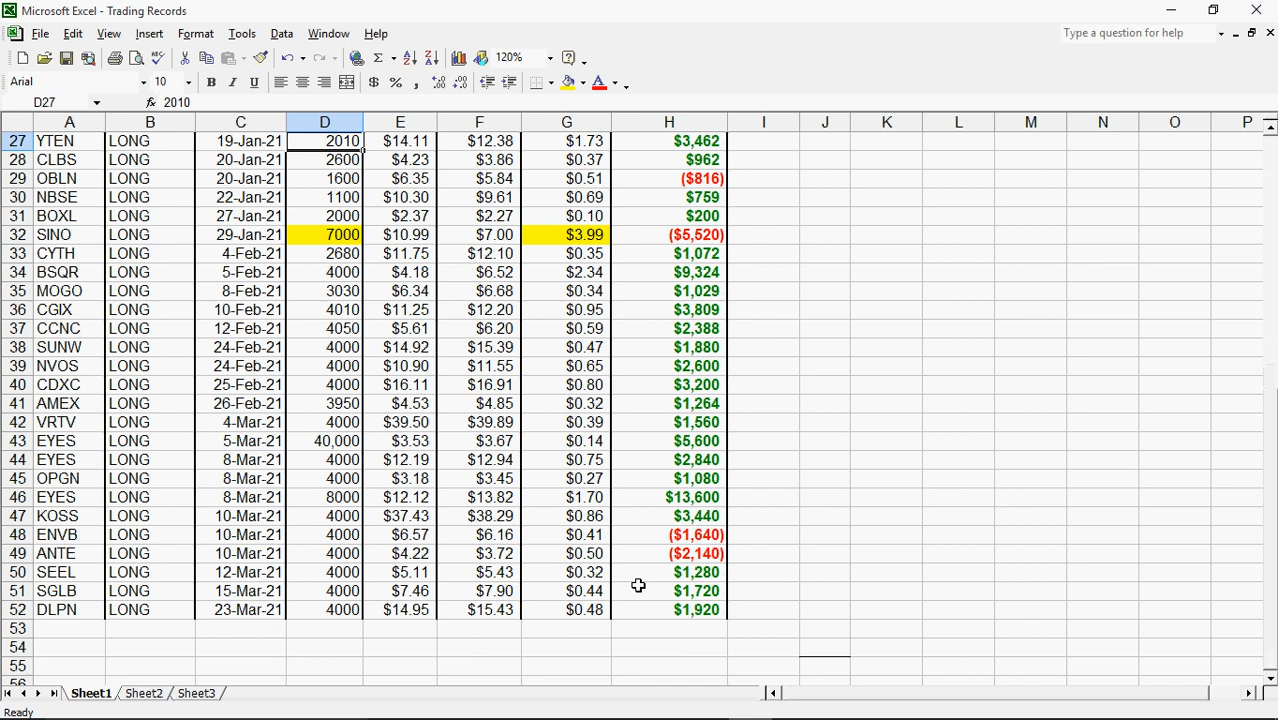 Microsoft Excel - Trading Records
File Edit View Insert Format Tools Data Window Help Type a question for help
120%
Arial 10 B I U $ % ,
D27 fx 2010
A B C D E F G H I J K L M N O P
27 YTEN LONG 19-Jan-21 2010 $14.11 $12.38 $1.73 $3,462
28 CLBS LONG 20-Jan-21 2600 $4.23 $3.86 $0.37 $962
29 OBLN LONG 20-Jan-21 1600 $6.35 $5.84 $0.51 ($816)
30 NBSE LONG 22-Jan-21 1100 $10.30 $9.61 $0.69 $759
31 BOXL LONG 27-Jan-21 2000 $2.37 $2.27 $0.10 $200
32 SINO LONG 29-Jan-21 7000 $10.99 $7.00 $3.99 ($5,520)
33 CYTH LONG 4-Feb-21 2680 $11.75 $12.10 $0.35 $1,072
34 BSQR LONG 5-Feb-21 4000 $4.18 $6.52 $2.34 $9,324
35 MOGO LONG 8-Feb-21 3030 $6.34 $6.68 $0.34 $1,029
36 CGIX LONG 10-Feb-21 4010 $11.25 $12.20 $0.95 $3,809
37 CCNC LONG 12-Feb-21 4050 $5.61 $6.20 $0.59 $2,388
38 SUNW LONG 24-Feb-21 4000 $14.92 $15.39 $0.47 $1,880
39 NVOS LONG 24-Feb-21 4000 $10.90 $11.55 $0.65 $2,600
40 CDXC LONG 25-Feb-21 4000 $16.11 $16.91 $0.80 $3,200
41 AMEX LONG 26-Feb-21 3950 $4.53 $4.85 $0.32 $1,264
42 VRTV LONG 4-Mar-21 4000 $39.50 $39.89 $0.39 $1,560
43 EYES LONG 5-Mar-21 40,000 $3.53 $3.67 $0.14 $5,600
44 EYES LONG 8-Mar-21 4000 $12.19 $12.94 $0.75 $2,840
45 OPGN LONG 8-Mar-21 4000 $3.18 $3.45 $0.27 $1,080
46 EYES LONG 8-Mar-21 8000 $12.12 $13.82 $1.70 $13,600
47 KOSS LONG 10-Mar-21 4000 $37.43 $38.29 $0.86 $3,440
48 ENVB LONG 10-Mar-21 4000 $6.57 $6.16 $0.41 ($1,640)
49 ANTE LONG 10-Mar-21 4000 $4.22 $3.72 $0.50 ($2,140)
50 SEEL LONG 12-Mar-21 4000 $5.11 $5.43 $0.32 $1,280
51 SGLB LONG 15-Mar-21 4000 $7.46 $7.90 $0.44 $1,720
52 DLPN LONG 23-Mar-21 4000 $14.95 $15.43 $0.48 $1,920
53
54
55
56
Sheet1 Sheet2 Sheet3
Ready